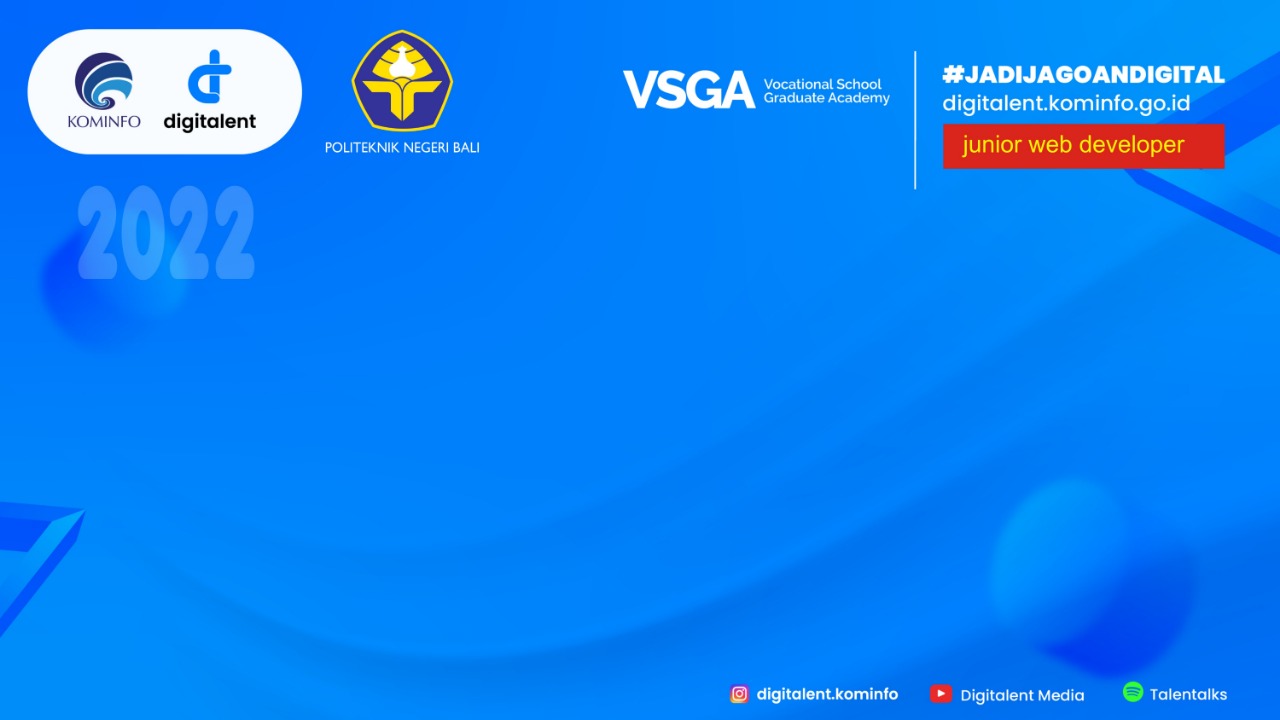 KOMINFO
digitalent
POLITEKNIK NEGERI BALI
VSGA
Vocational School
Graduate Academy
#JADIJAGOANDIGITAL
digitalent.kominfo.go.id
junior web developer
2022
digitalent.kominfo
Digitalent Media
Talentalks